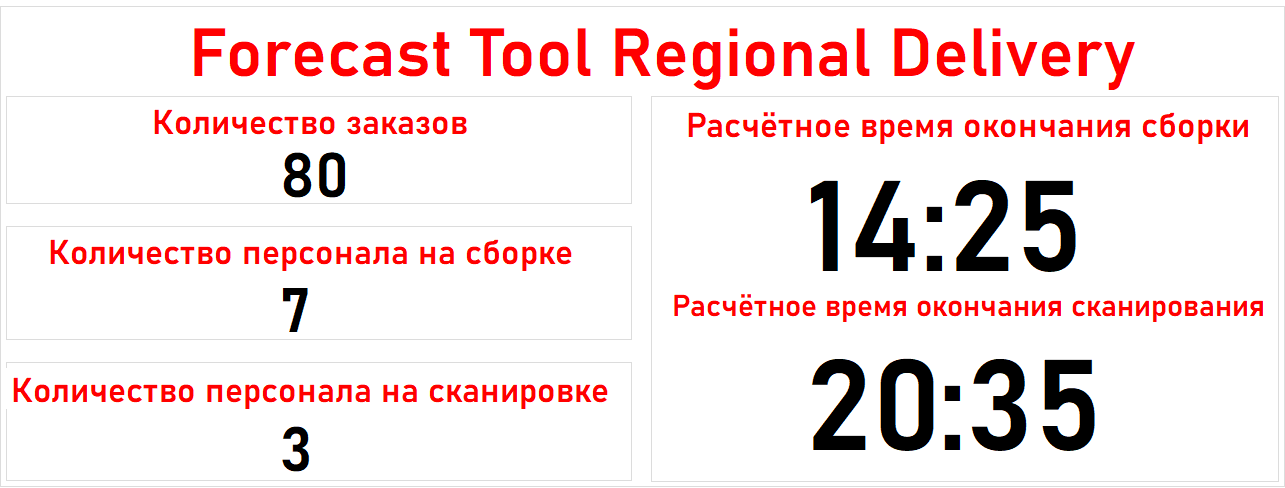 Forecast Tool Regional Delivery
Количество заказов
80
Количество персонала на сборке
7
Количество персонала на сканировке
3
Расчётное время окончания сборки
14:25
Расчётное время окончания сканирования
20:35